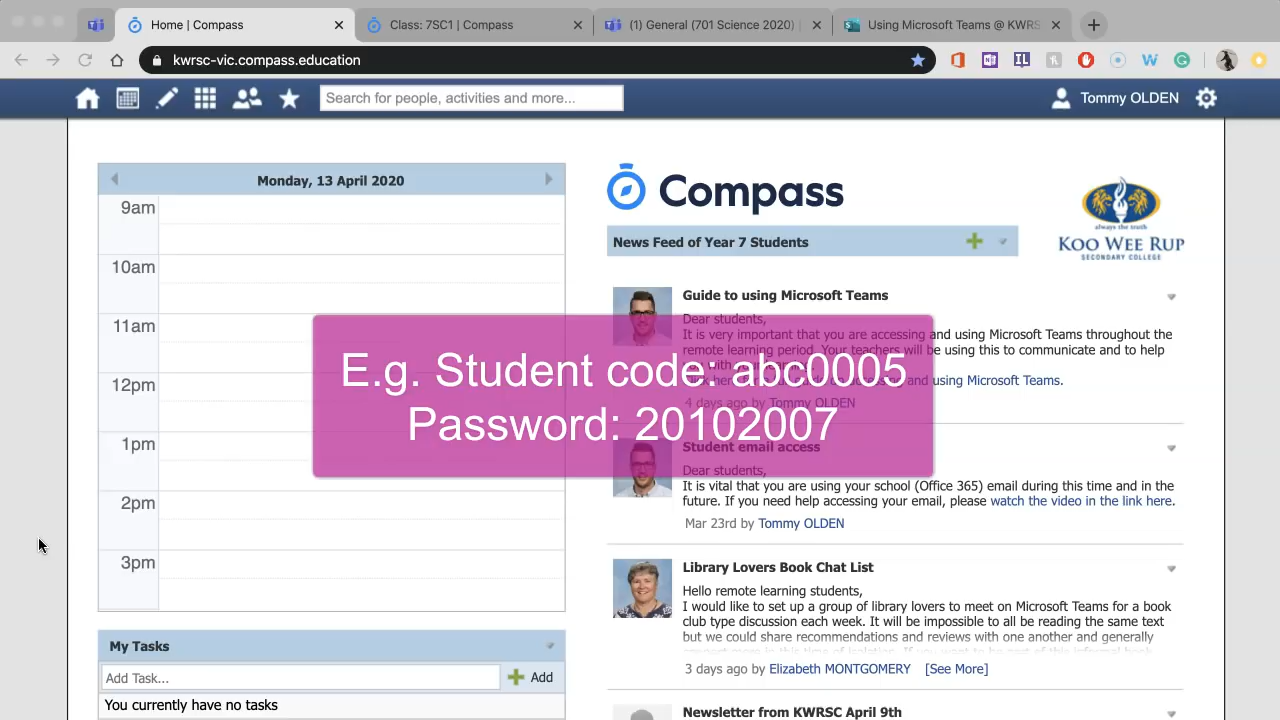 Home | Compass
Class: 7SC1 | Compass
(1) General (701 Science 2020) |
Using Microsoft Teams @ KWRS
kwrsc-vic.compass.education
Search for people, activities and more...
Tommy OLDEN
Monday, 13 April 2020
9am
10am
11am
12pm
1pm
2pm
3pm
My Tasks
Add Task...
Add
You currently have no tasks
Compass
always the truth
KOO WEE RUP
SECONDARY COLLEGE
News Feed of Year 7 Students
Guide to using Microsoft Teams
Dear students,
It is very important that you are accessing and using Microsoft Teams throughout the
remote learning period. Your teachers will be using this to communicate and to help
and using Microsoft Teams.
4 days ago by Tommy OLDEN
E.g. Student code: abc0005
Password: 20102007
Student email access
Dear students,
It is vital that you are using your school (Office 365) email during this time and in the
future. If you need help accessing your email, please watch the video in the link here.
Mar 23rd by Tommy OLDEN
Library Lovers Book Chat List
Hello remote learning students,
I would like to set up a group of library lovers to meet on Microsoft Teams for a book
club type discussion each week. It will be impossible to all be reading the same text
but we could share recommendations and reviews with one another and generally
3 days ago by Elizabeth MONTGOMERY [See More]
Newsletter from KWRSC April 9th